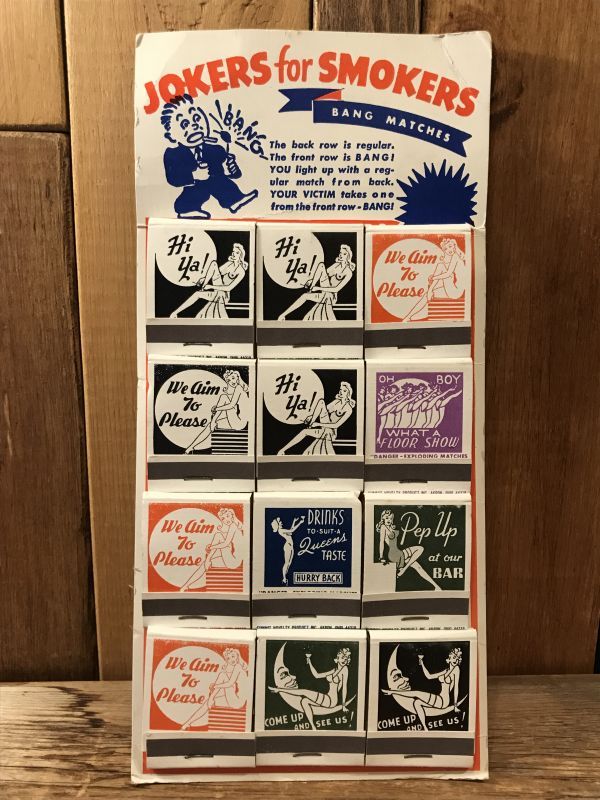 JOKERS for SMOKERS
BANG MATCHES
BANG
The back row is regular.
The front row is BANG!
YOU light up with a reg-
ular match from back.
YOUR VICTIM takes one
from the front row - BANG!
Hi
Ya!
Hi
Ya!
We Aim
To
Please
We Aim
To
Please
Hi
Ya!
OH BOY
WHAT A
FLOOR SHOW
DANGER - EXPLODING MATCHES
We Aim
To
Please
DRINKS
TO-SUIT-A
Queens
TASTE
HURRY BACK
Pep Up
at our
BAR
We Aim
To
Please
COME UP
AND SEE US!
COME UP
AND SEE US!